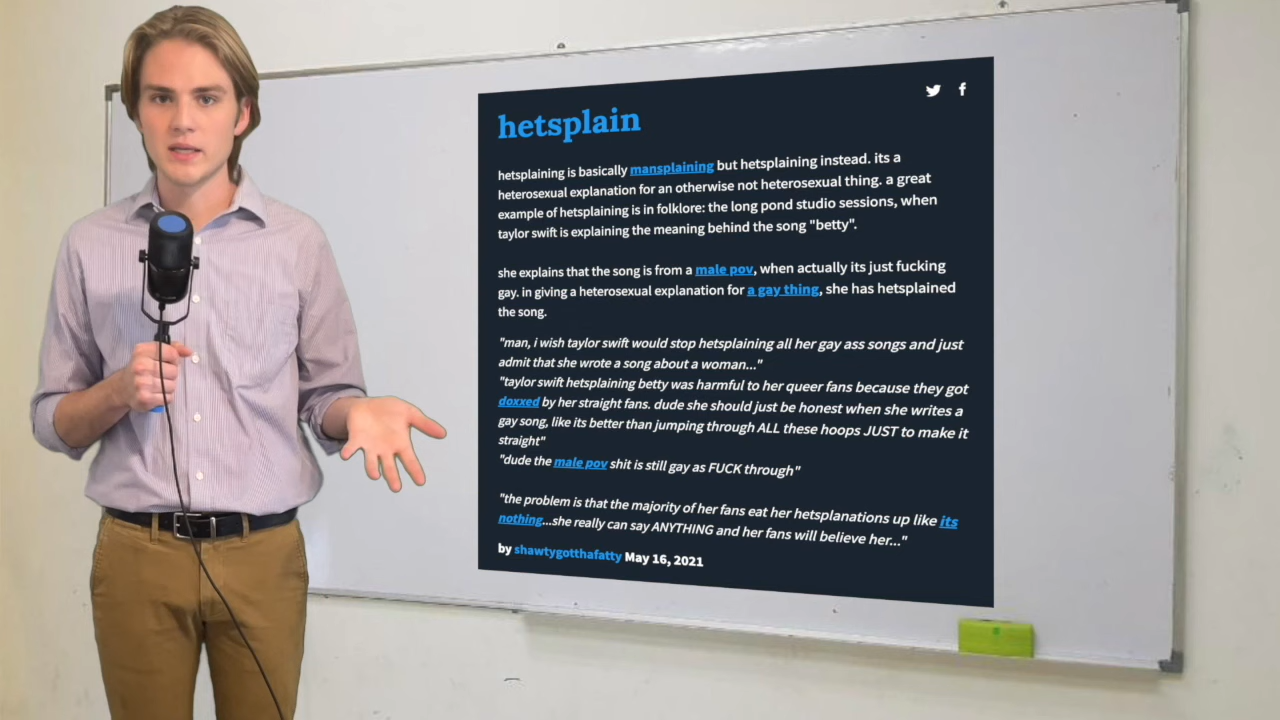 hetsplain
hetsplaining is basically mansplaining but hetsplaining instead. its a
heterosexual explanation for an otherwise not heterosexual thing. a great
example of hetsplaining is in folklore: the long pond studio sessions, when
taylor swift is explaining the meaning behind the song "betty".
she explains that the song is from a male pov, when actually its just fucking
gay. in giving a heterosexual explanation for a gay thing, she has hetsplained
the song.
"man, i wish taylor swift would stop hetsplaining all her gay ass songs and just
admit that she wrote a song about a woman..."
"taylor swift hetsplaining betty was harmful to her queer fans because they got
doxxed by her straight fans. dude she should just be honest when she writes a
gay song, like its better than jumping through ALL these hoops JUST to make it
straight"
"dude the male pov shit is still gay as FUCK through"
"the problem is that the majority of her fans eat her hetsplanations up like its
nothing...she really can say ANYTHING and her fans will believe her..."
by shawtygotthafatty May 16, 2021